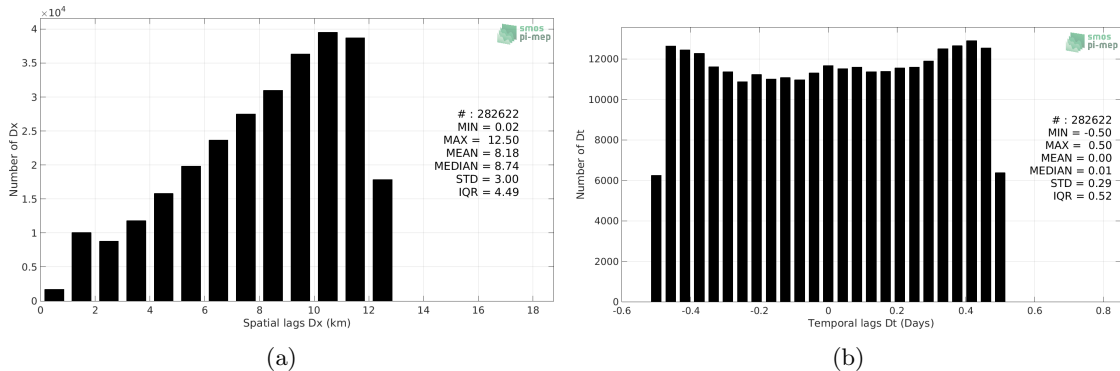 ×10⁴
4
3.5
3
2.5
2
1.5
1
0.5
0
Number of Dx
smos
pi-mep
# : 282622
MIN = 0.02
MAX = 12.50
MEAN = 8.18
MEDIAN = 8.74
STD = 3.00
IQR = 4.49
0 2 4 6 8 10 12 14 16 18
Spatial lags Dx (km)
(a)
12000
10000
8000
6000
4000
2000
0
Number of Dt
smos
pi-mep
# : 282622
MIN = -0.50
MAX = 0.50
MEAN = 0.00
MEDIAN = 0.01
STD = 0.29
IQR = 0.52
-0.6 -0.4 -0.2 0 0.2 0.4 0.6 0.8
Temporal lags Dt (Days)
(b)